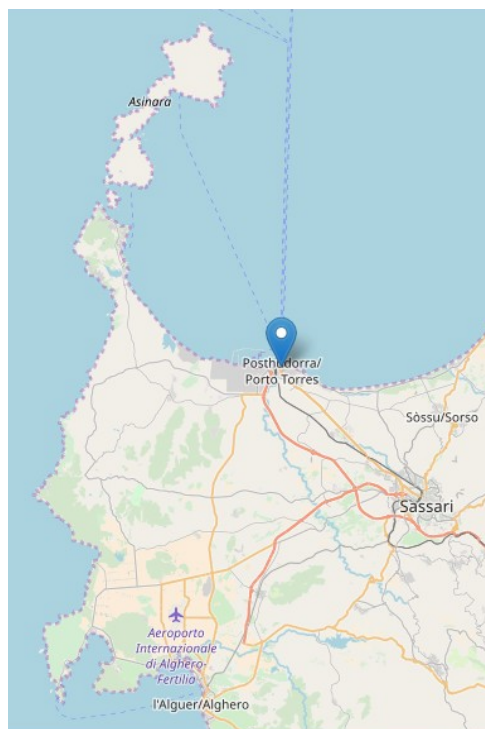 Asinara
Posthudorra/
Porto Torres
Sòssu/Sorso
Sassari
Aeroporto
Internazionale
di Alghero-
Fertilia
l'Alguer/Alghero